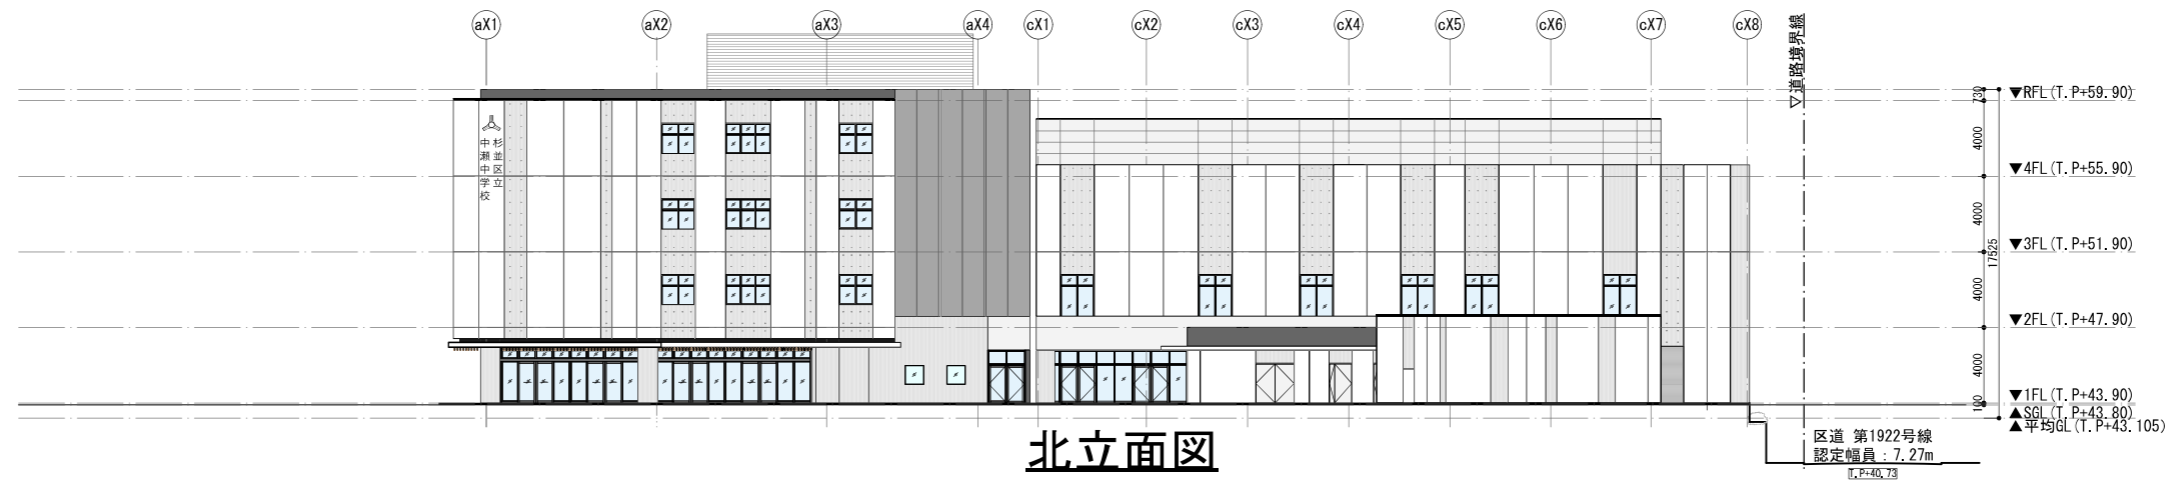 aX1 aX2 aX3 aX4 cX1 cX2 cX3 cX4 cX5 cX6 cX7 cX8
▽道路境界線
杉並区立
中瀬中学校
730
4000
4000
4000
4000
100
17525
▼RFL(T.P+59.90)
▼4FL(T.P+55.90)
▼3FL(T.P+51.90)
▼2FL(T.P+47.90)
▼1FL(T.P+43.90)
▲SGL(T.P+43.80)
▲平均GL(T.P+43.105)
区道 第1922号線
認定幅員：7.27m
T.P+40.73
北立面図